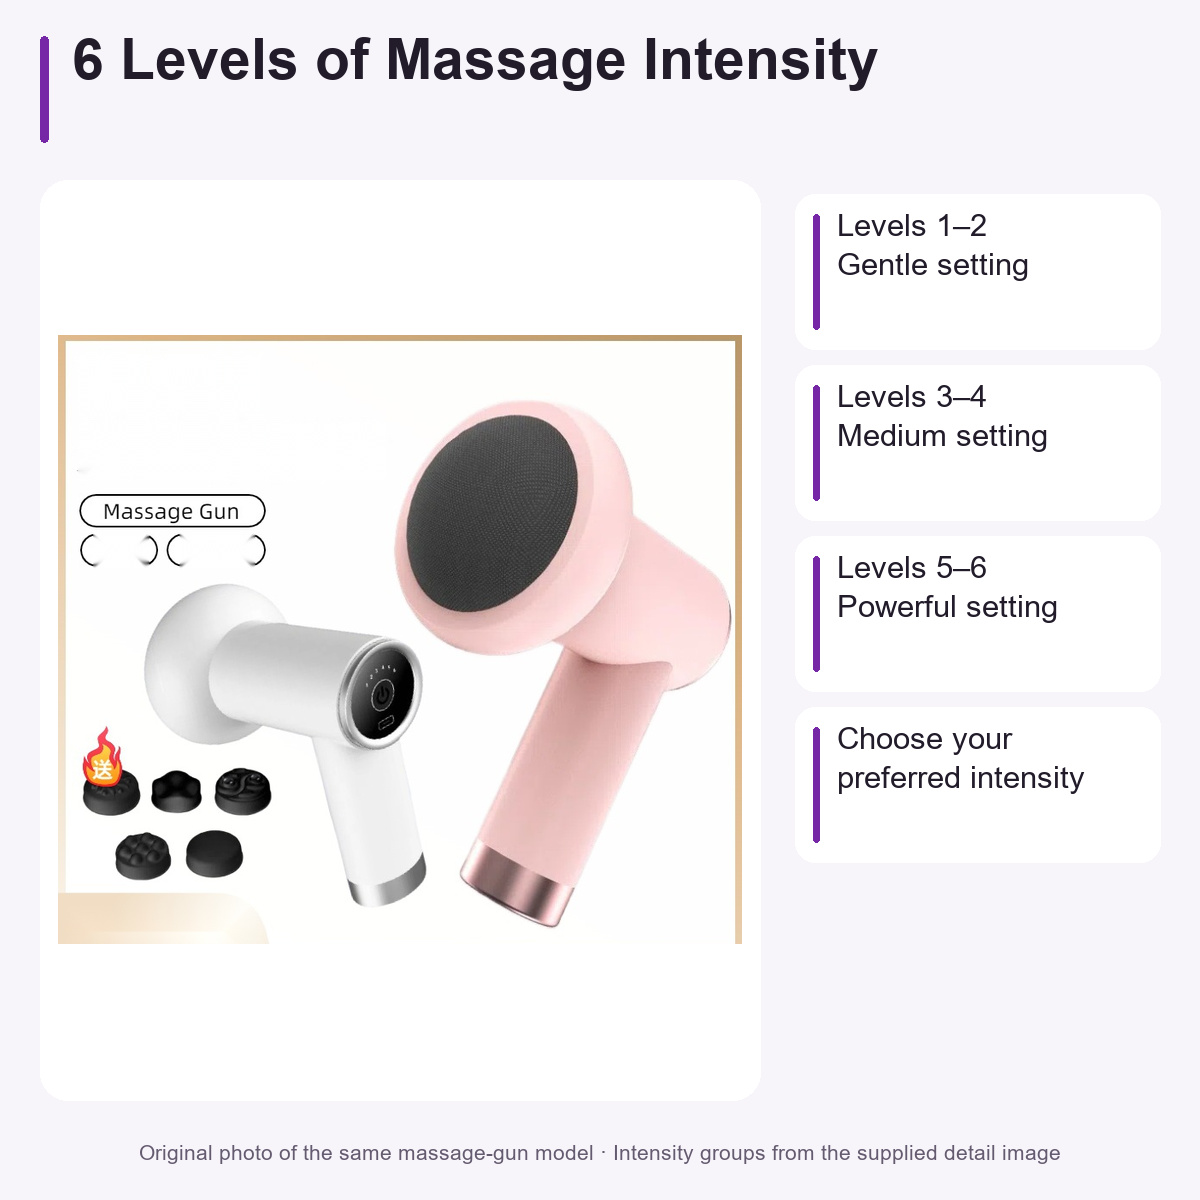 6 Levels of Massage Intensity
Massage Gun
送
Levels 1–2
Gentle setting
Levels 3–4
Medium setting
Levels 5–6
Powerful setting
Choose your
preferred intensity
Original photo of the same massage-gun model · Intensity groups from the supplied detail image